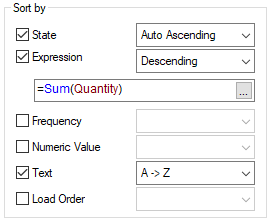 Sort by
State Auto Ascending
Expression Descending
=Sum(Quantity) ...
Frequency
Numeric Value
Text A -> Z
Load Order